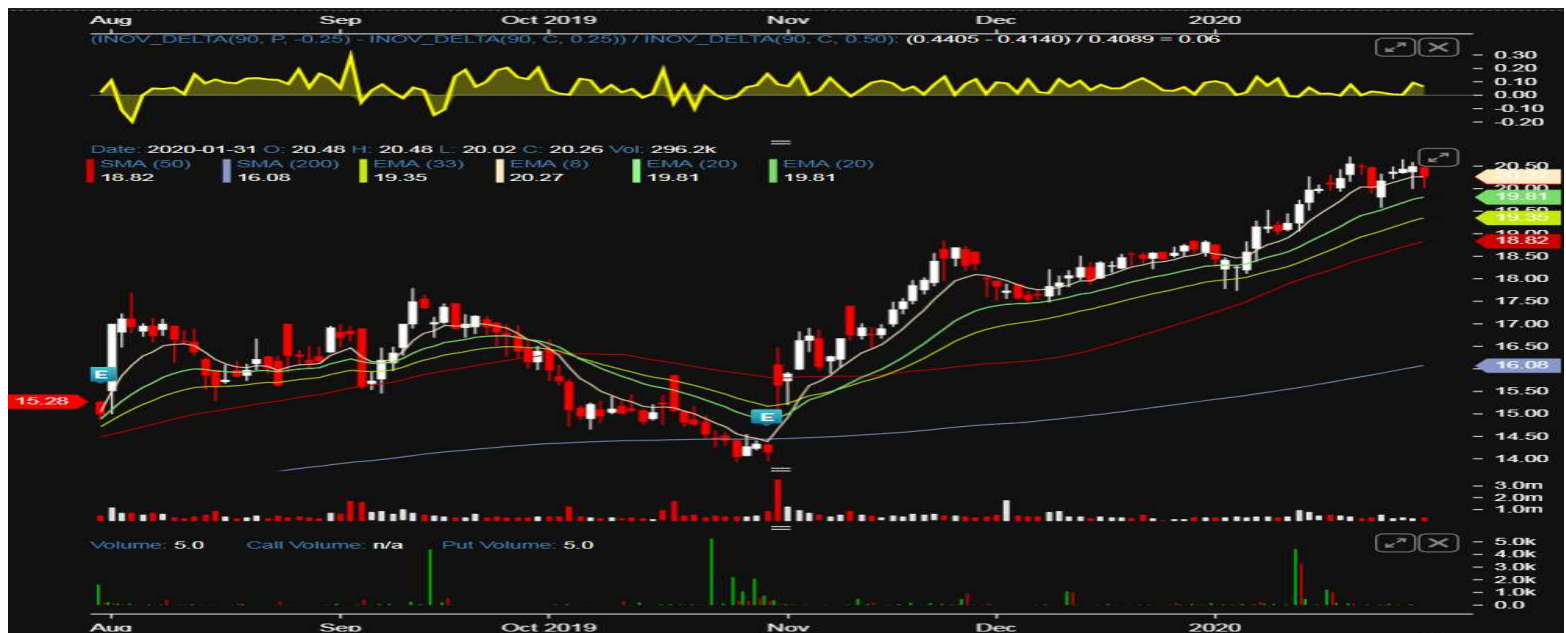 Aug Sep Oct 2019 Nov Dec 2020
(INOV_DELTA(90, P, -0.25) - INOV_DELTA(90, C, 0.25)) / INOV_DELTA(90, C, 0.50): (0.4405 - 0.4140) / 0.4089 = 0.06
0.30
0.20
0.10
0.00
-0.10
-0.20
Date: 2020-01-31 O: 20.48 H: 20.48 L: 20.02 C: 20.26 Vol: 296.2k
SMA (50) SMA (200) EMA (33) EMA (8) EMA (20) EMA (20)
18.82 16.08 19.35 20.27 19.81 19.81
20.50
20.00
19.81
19.50
19.35
19.00
18.82
18.50
18.00
17.50
17.00
16.50
16.08
E
15.50
15.28
15.00
E
14.50
14.00
3.0m
2.0m
1.0m
Volume: 5.0 Call Volume: n/a Put Volume: 5.0
5.0k
4.0k
3.0k
2.0k
1.0k
0.0
Aug Sep Oct 2019 Nov Dec 2020